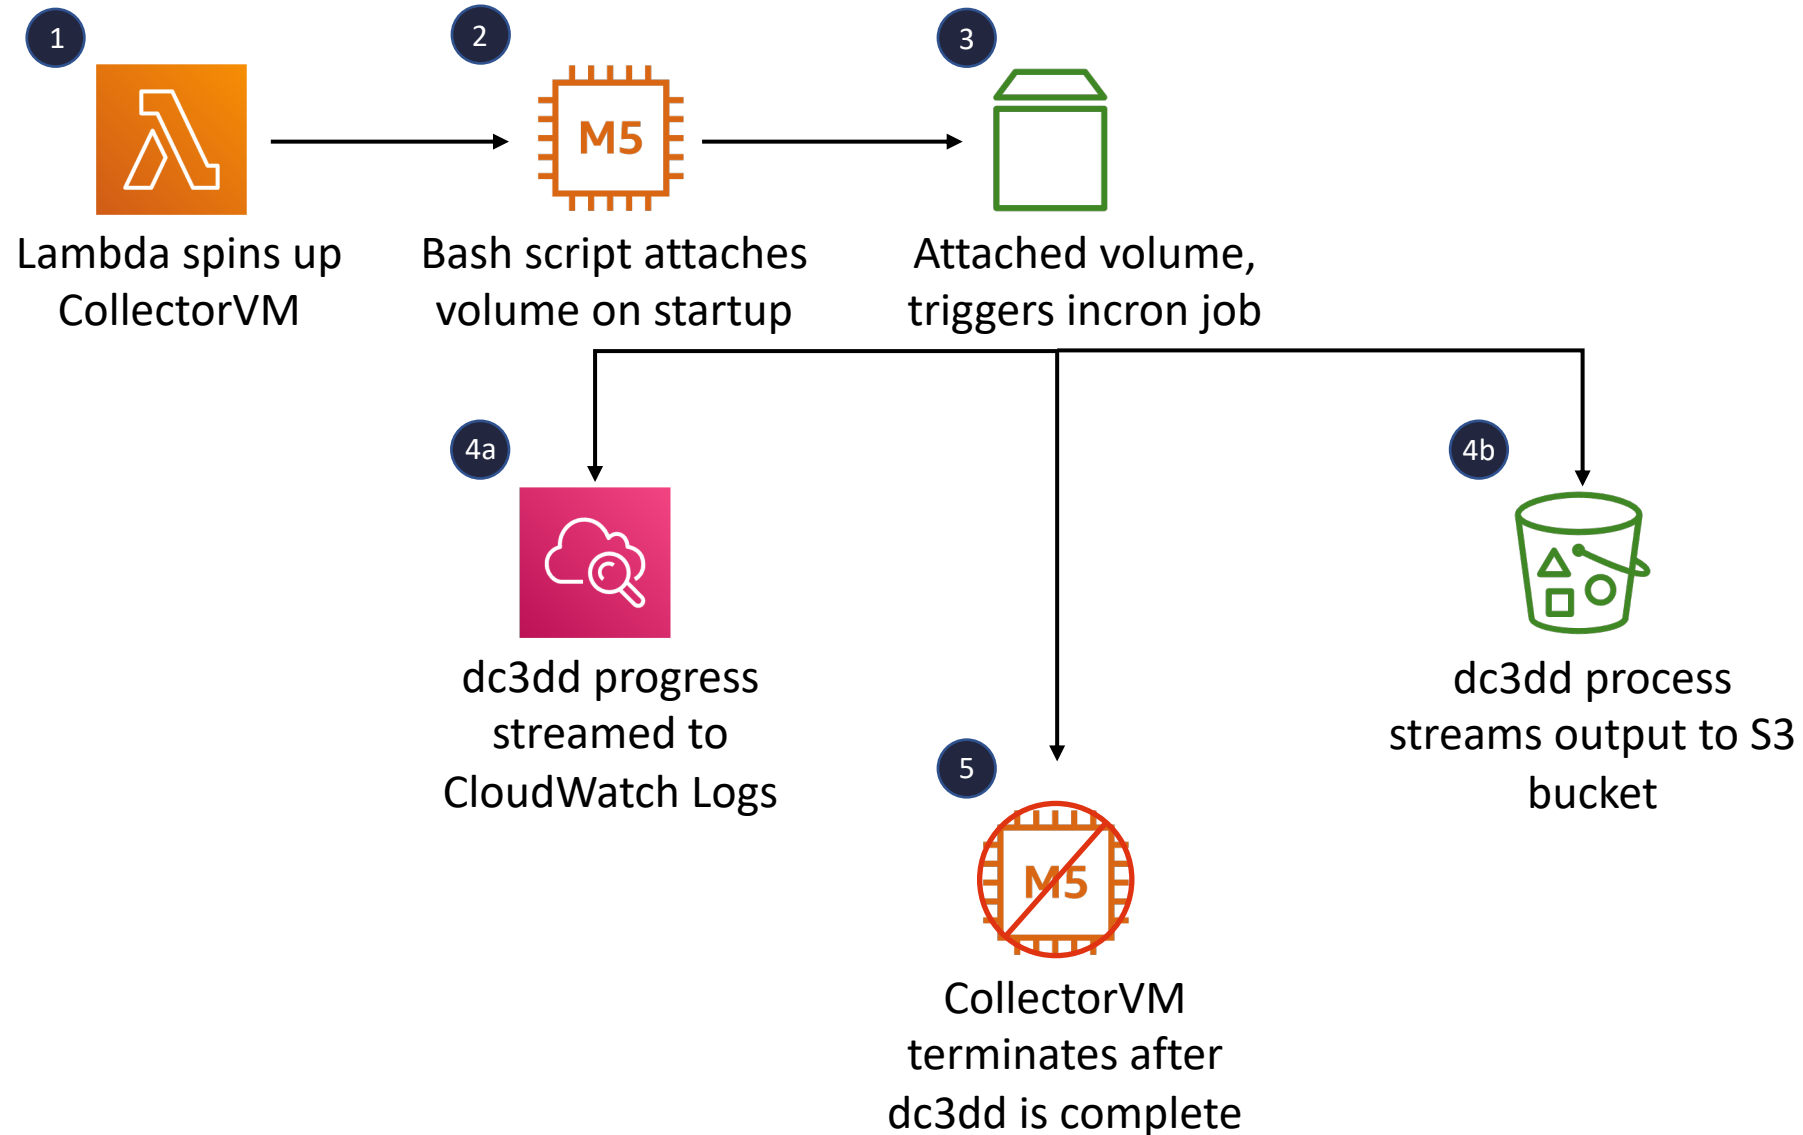 1
Lambda spins up
CollectorVM
2
M5
Bash script attaches
volume on startup
3
Attached volume,
triggers incron job
4a
dc3dd progress
streamed to
CloudWatch Logs
4b
dc3dd process
streams output to S3
bucket
5
M5
CollectorVM
terminates after
dc3dd is complete